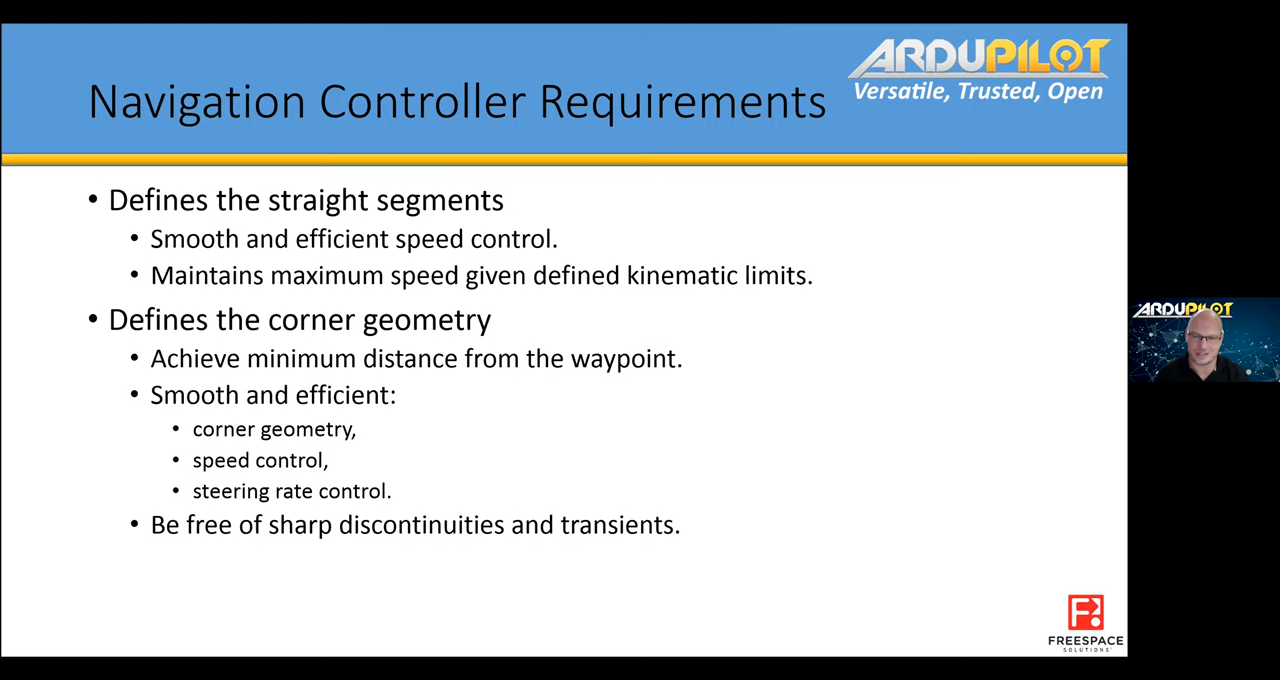 Navigation Controller Requirements
ARDUPILOT
Versatile, Trusted, Open
• Defines the straight segments
• Smooth and efficient speed control.
• Maintains maximum speed given defined kinematic limits.
• Defines the corner geometry
• Achieve minimum distance from the waypoint.
• Smooth and efficient:
• corner geometry,
• speed control,
• steering rate control.
• Be free of sharp discontinuities and transients.
ARDUPILOT
F
FREESPACE
SOLUTIONS